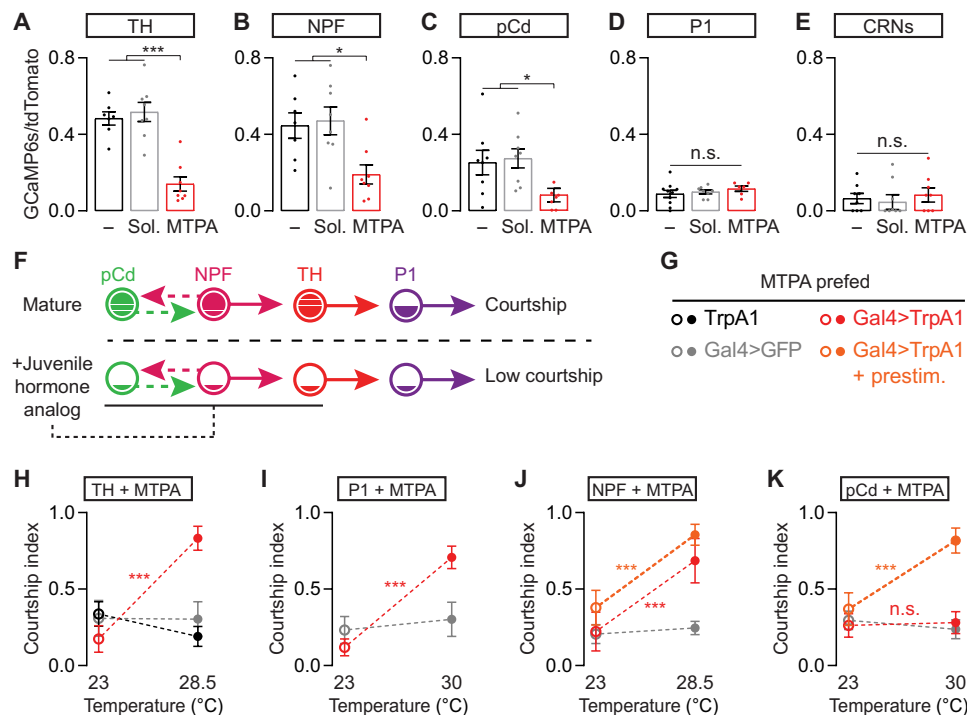 A TH
B NPF
C pCd
D P1
E CRNs
GCaMP6s/tdTomato
0.8
0.4
0.0
***
– Sol. MTPA
0.8
0.4
0.0
*
– Sol. MTPA
0.8
0.4
0.0
*
– Sol. MTPA
0.8
0.4
0.0
n.s.
– Sol. MTPA
0.8
0.4
0.0
n.s.
– Sol. MTPA
F
pCd NPF TH P1
Mature
Courtship
+Juvenile
hormone
analog
Low courtship
G
MTPA prefed
TrpA1
Gal4>TrpA1
Gal4>GFP
Gal4>TrpA1
+ prestim.
H TH + MTPA
Courtship index
1.0
0.5
0.0
***
23 28.5
Temperature (°C)
I P1 + MTPA
Courtship index
1.0
0.5
0.0
***
23 30
Temperature (°C)
J NPF + MTPA
Courtship index
1.0
0.5
0.0
***
***
23 28.5
Temperature (°C)
K pCd + MTPA
Courtship index
1.0
0.5
0.0
***
n.s.
23 30
Temperature (°C)